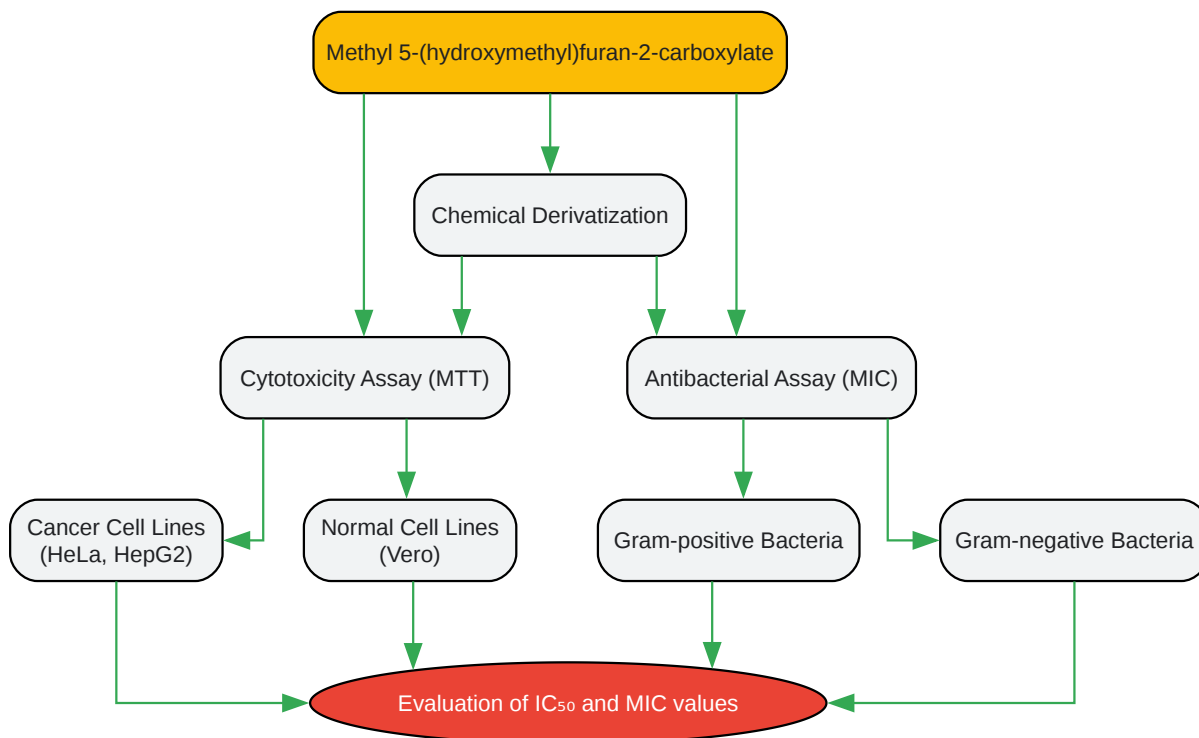 Methyl 5-(hydroxymethyl)furan-2-carboxylate
Chemical Derivatization
Cytotoxicity Assay (MTT)
Antibacterial Assay (MIC)
Cancer Cell Lines
(HeLa, HepG2)
Normal Cell Lines
(Vero)
Gram-positive Bacteria
Gram-negative Bacteria
Evaluation of IC₅₀ and MIC values